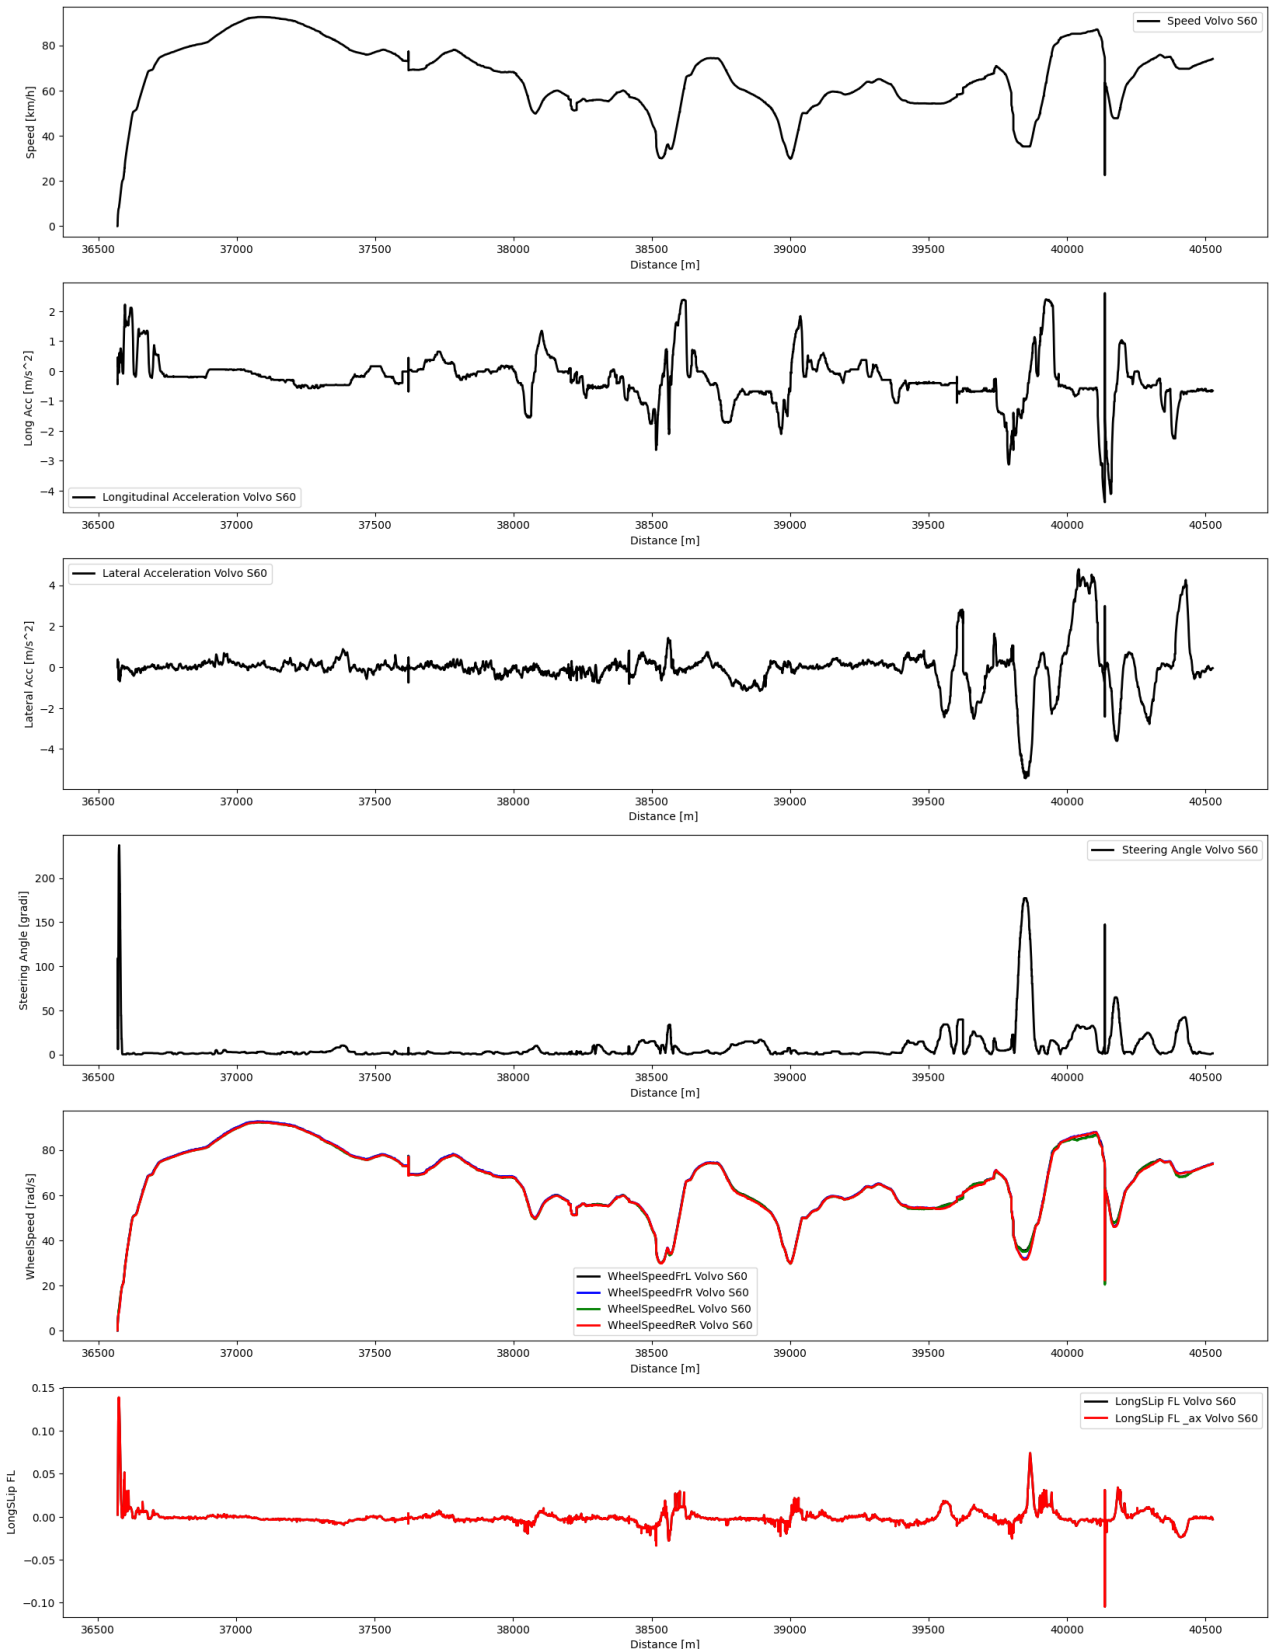 80
60
40
20
0
Speed [km/h]
Speed Volvo S60
36500 37000 37500 38000 38500 39000 39500 40000 40500
Distance [m]
2
1
0
−1
−2
−3
−4
Long Acc [m/s^2]
Longitudinal Acceleration Volvo S60
36500 37000 37500 38000 38500 39000 39500 40000 40500
Distance [m]
4
2
0
−2
−4
Lateral Acc [m/s^2]
Lateral Acceleration Volvo S60
36500 37000 37500 38000 38500 39000 39500 40000 40500
Distance [m]
200
150
100
50
0
Steering Angle [gradi]
Steering Angle Volvo S60
36500 37000 37500 38000 38500 39000 39500 40000 40500
Distance [m]
80
60
40
20
0
WheelSpeed [rad/s]
WheelSpeedFrL Volvo S60
WheelSpeedFrR Volvo S60
WheelSpeedReL Volvo S60
WheelSpeedReR Volvo S60
36500 37000 37500 38000 38500 39000 39500 40000 40500
Distance [m]
0.15
0.10
0.05
0.00
−0.05
−0.10
LongSLip FL
LongSLip FL Volvo S60
LongSLip FL _ax Volvo S60
36500 37000 37500 38000 38500 39000 39500 40000 40500
Distance [m]